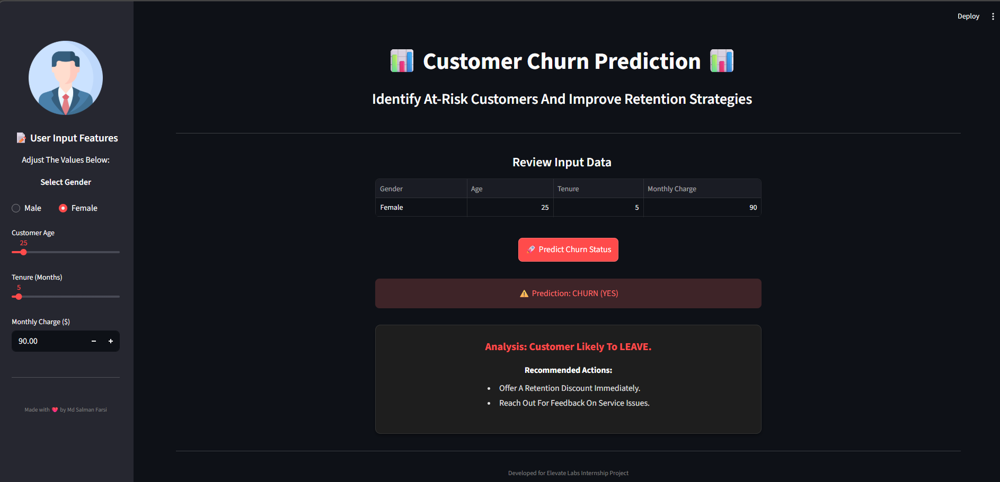 Deploy
Customer Churn Prediction
Identify At-Risk Customers And Improve Retention Strategies
User Input Features
Adjust The Values Below:
Select Gender
Male Female
Customer Age
25
Tenure (Months)
5
Monthly Charge ($)
90.00 − +
Made with by Md Salman Farsi
Review Input Data
Gender Age Tenure Monthly Charge
Female 25 5 90
Predict Churn Status
Prediction: CHURN (YES)
Analysis: Customer Likely To LEAVE.
Recommended Actions:
• Offer A Retention Discount Immediately.
• Reach Out For Feedback On Service Issues.
Developed for Elevate Labs Internship Project